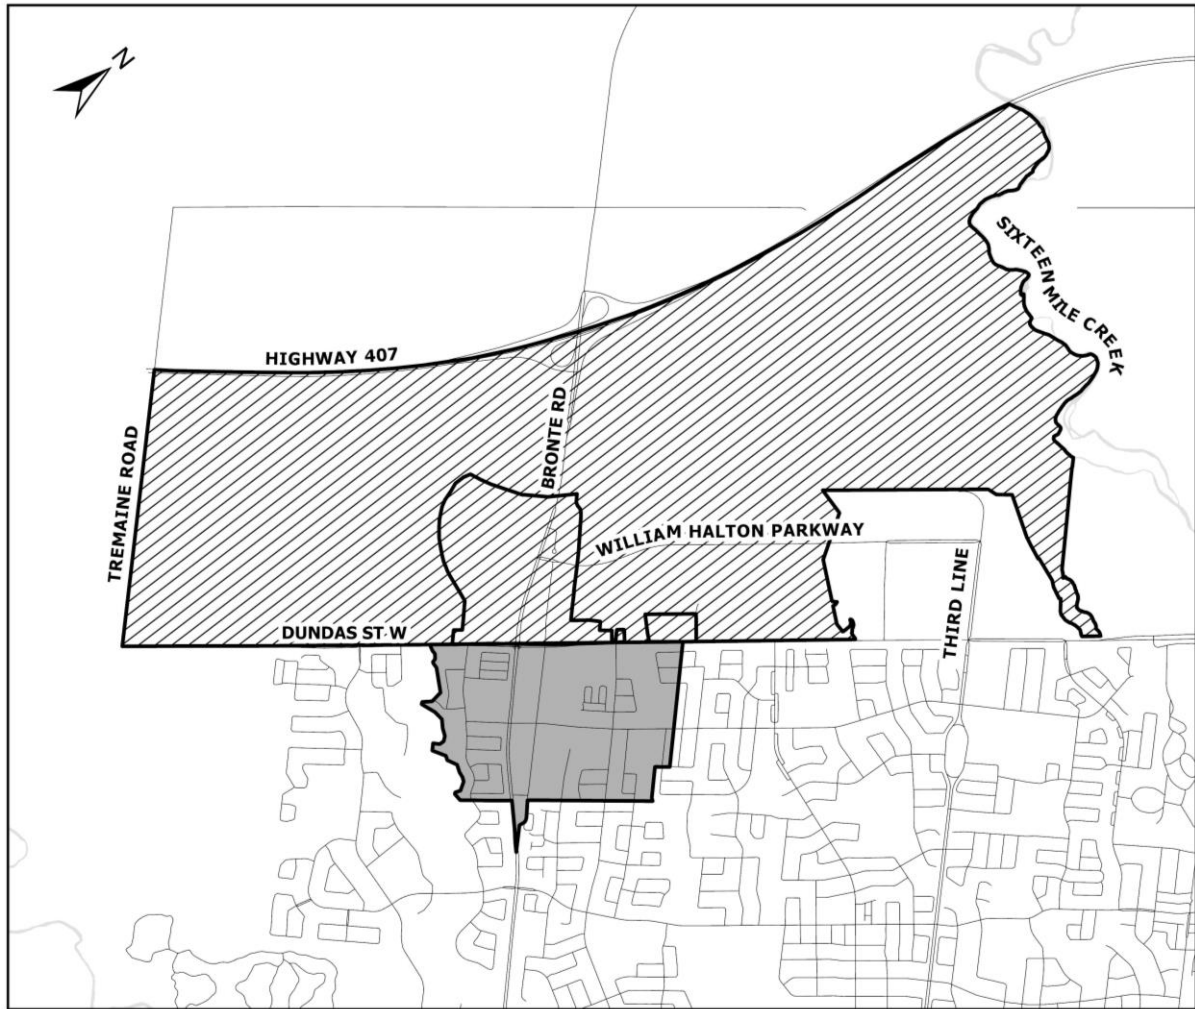 N
SIXTEEN MILE CREEK
HIGHWAY 407
BRONTE RD
TREMAINE ROAD
WILLIAM HALTON PARKWAY
THIRD LINE
DUNDAS ST W